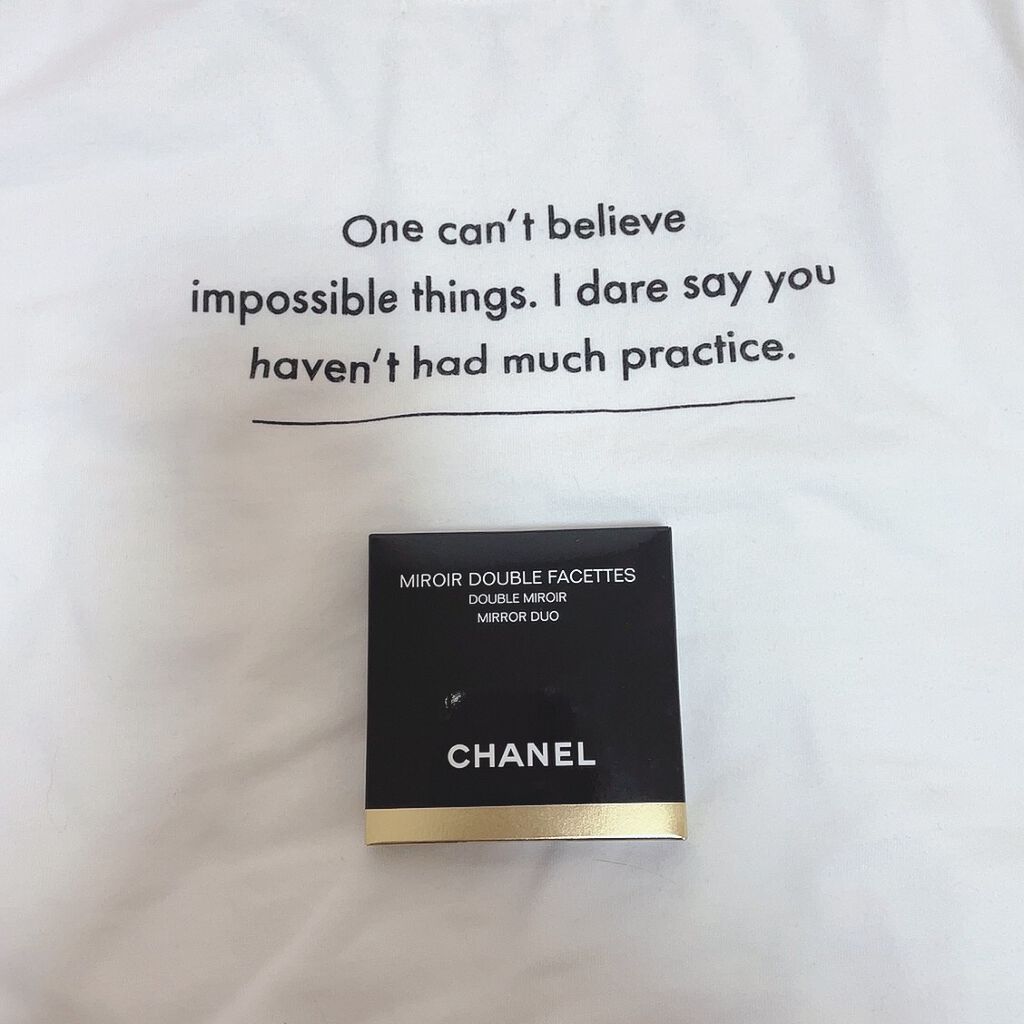 One can't believe
impossible things. I dare say you
haven't had much practice.
MIROIR DOUBLE FACETTES
DOUBLE MIROIR
MIRROR DUO
CHANEL